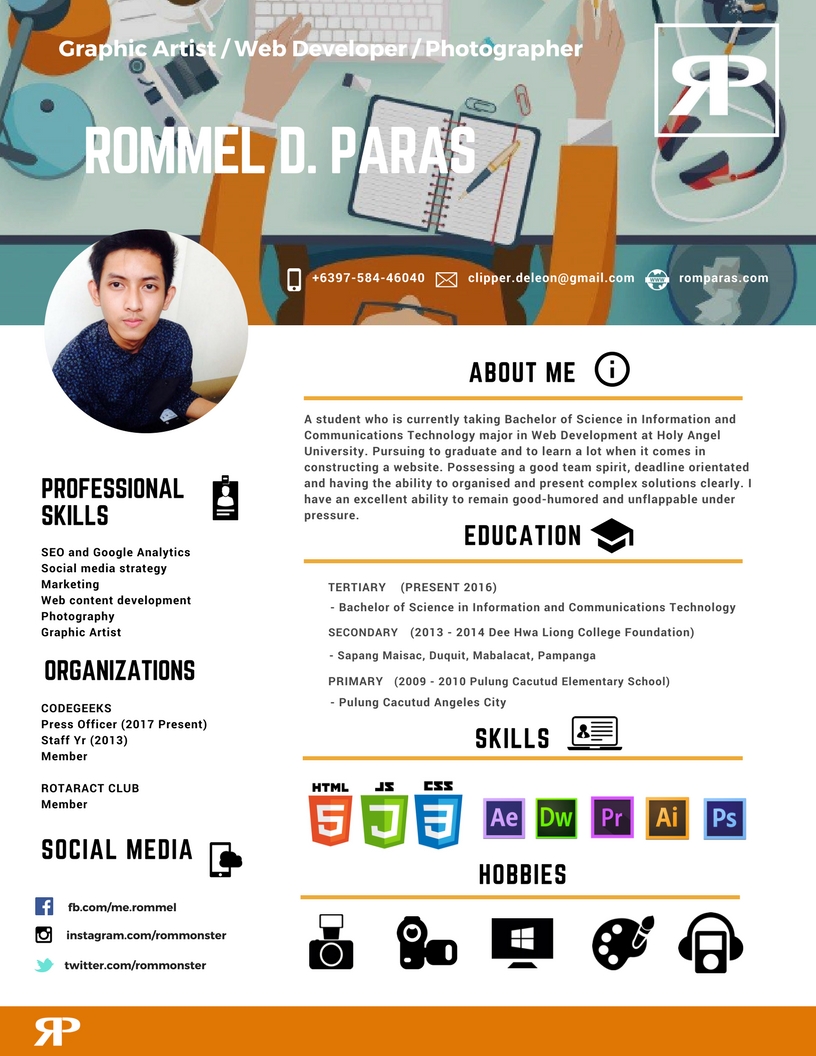 Graphic Artist / Web Developer / Photographer
RP
ROMMEL D. PARAS
+6397-584-46040
clipper.deleon@gmail.com
www
romparas.com
ABOUT ME
A student who is currently taking Bachelor of Science in Information and
Communications Technology major in Web Development at Holy Angel
University. Pursuing to graduate and to learn a lot when it comes in
constructing a website. Possessing a good team spirit, deadline orientated
and having the ability to organised and present complex solutions clearly. I
have an excellent ability to remain good-humored and unflappable under
pressure.
PROFESSIONAL
SKILLS
SEO and Google Analytics
Social media strategy
Marketing
Web content development
Photography
Graphic Artist
ORGANIZATIONS
CODEGEEKS
Press Officer (2017 Present)
Staff Yr (2013)
Member
ROTARACT CLUB
Member
SOCIAL MEDIA
fb.com/me.rommel
instagram.com/rommonster
twitter.com/rommonster
EDUCATION
TERTIARY (PRESENT 2016)
- Bachelor of Science in Information and Communications Technology
SECONDARY (2013 - 2014 Dee Hwa Liong College Foundation)
- Sapang Maisac, Duquit, Mabalacat, Pampanga
PRIMARY (2009 - 2010 Pulung Cacutud Elementary School)
- Pulung Cacutud Angeles City
SKILLS
HTML JS CSS
5 3 Ae Dw Pr Ai Ps
HOBBIES
RP